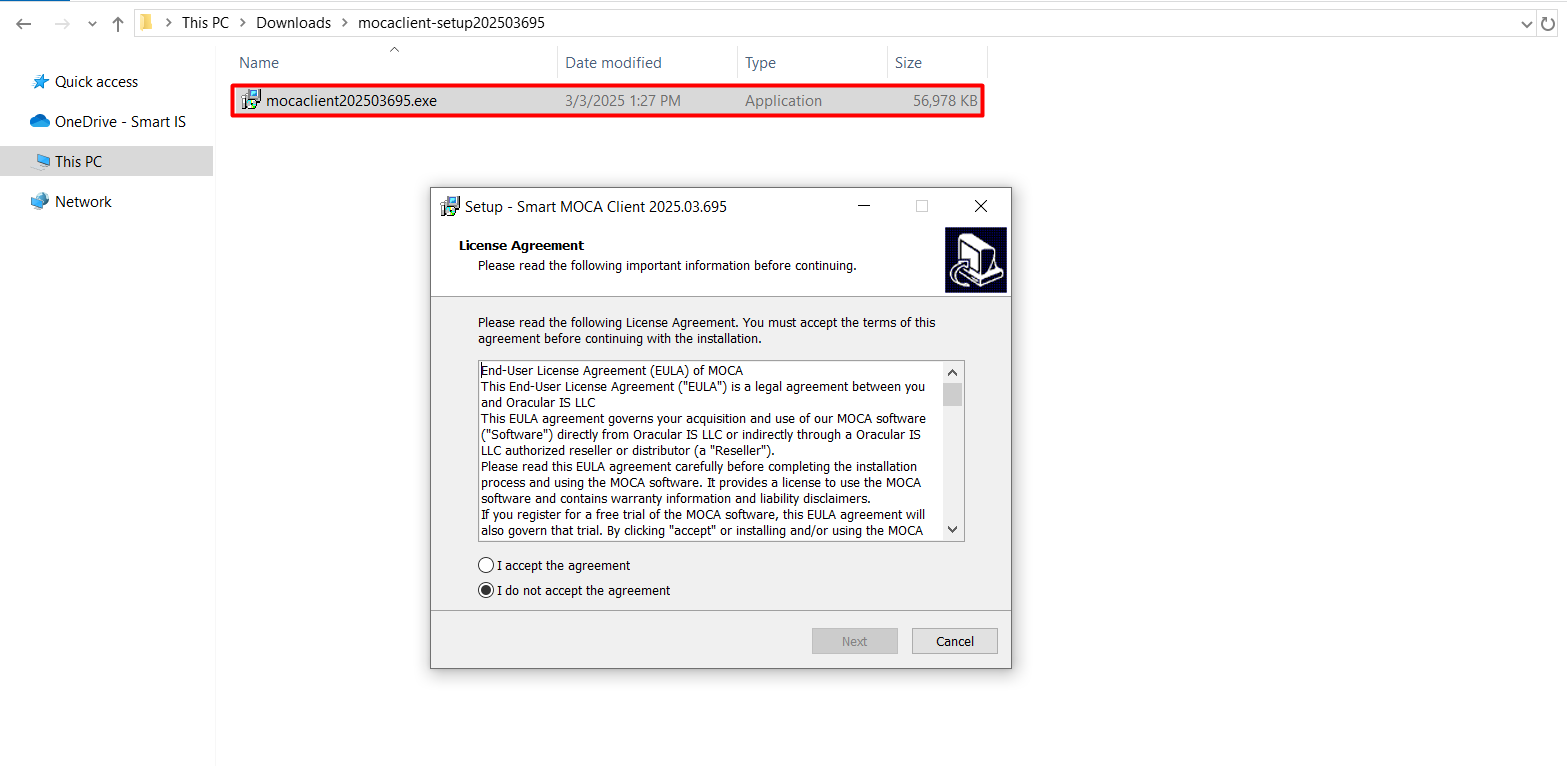 This PC > Downloads > mocaclient-setup202503695
Name Date modified Type Size
Quick access
mocaclient202503695.exe 3/3/2025 1:27 PM Application 56,978 KB
OneDrive - Smart IS
This PC
Network
Setup - Smart MOCA Client 2025.03.695
License Agreement
Please read the following important information before continuing.
Please read the following License Agreement. You must accept the terms of this
agreement before continuing with the installation.
End-User License Agreement (EULA) of MOCA
This End-User License Agreement ("EULA") is a legal agreement between you
and Oracular IS LLC
This EULA agreement governs your acquisition and use of our MOCA software
("Software") directly from Oracular IS LLC or indirectly through a Oracular IS
LLC authorized reseller or distributor (a "Reseller").
Please read this EULA agreement carefully before completing the installation
process and using the MOCA software. It provides a license to use the MOCA
software and contains warranty information and liability disclaimers.
If you register for a free trial of the MOCA software, this EULA agreement will
also govern that trial. By clicking "accept" or installing and/or using the MOCA
I accept the agreement
I do not accept the agreement
Next Cancel